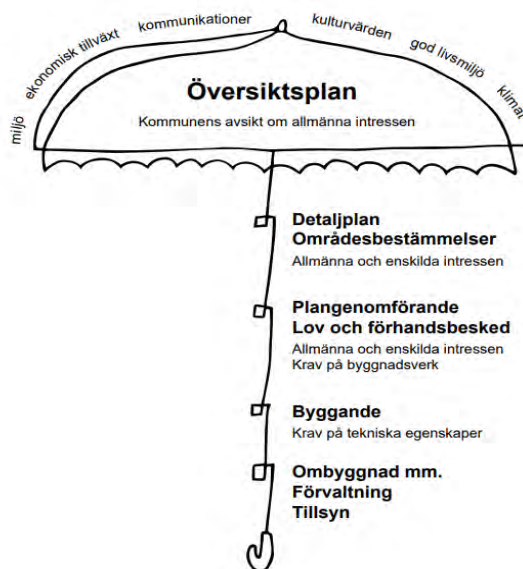 miljö
ekonomisk tillväxt
kommunikationer
kulturvärden
god livsmiljö
klimat
Översiktsplan
Kommunens avsikt om allmänna intressen
Detaljplan
Områdesbestämmelser
Allmänna och enskilda intressen
Plangenomförande
Lov och förhandsbesked
Allmänna och enskilda intressen
Krav på byggnadsverk
Byggande
Krav på tekniska egenskaper
Ombyggnad mm.
Förvaltning
Tillsyn